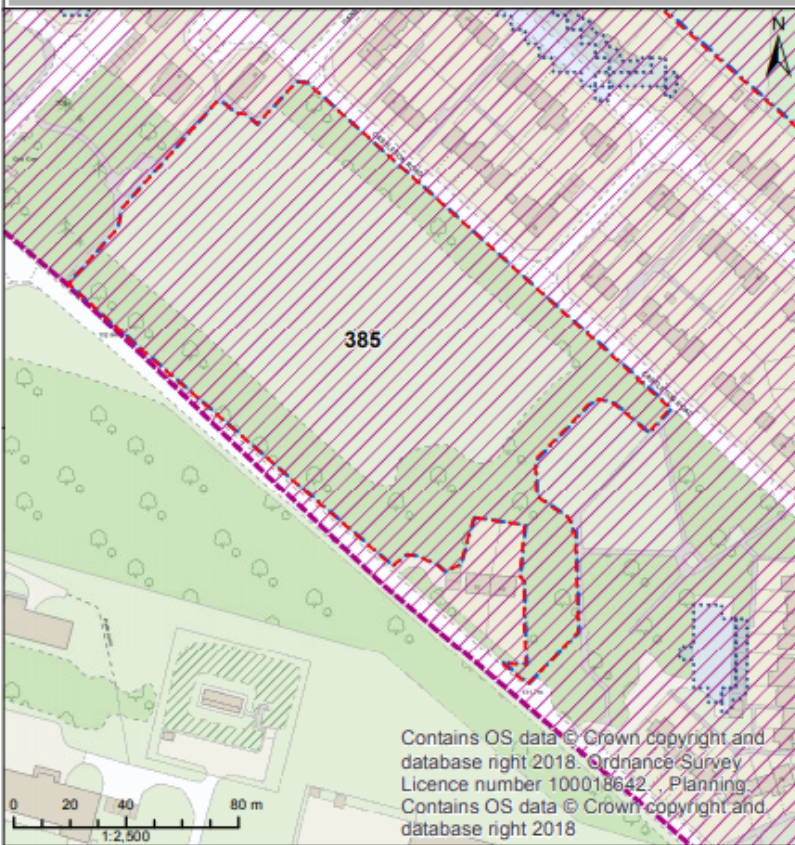 N
385
Contains OS data © Crown copyright and
database right 2018. Ordnance Survey
Licence number 100018642 . Planning.
Contains OS data © Crown copyright and
database right 2018
0 20 40 80 m
1:2,500